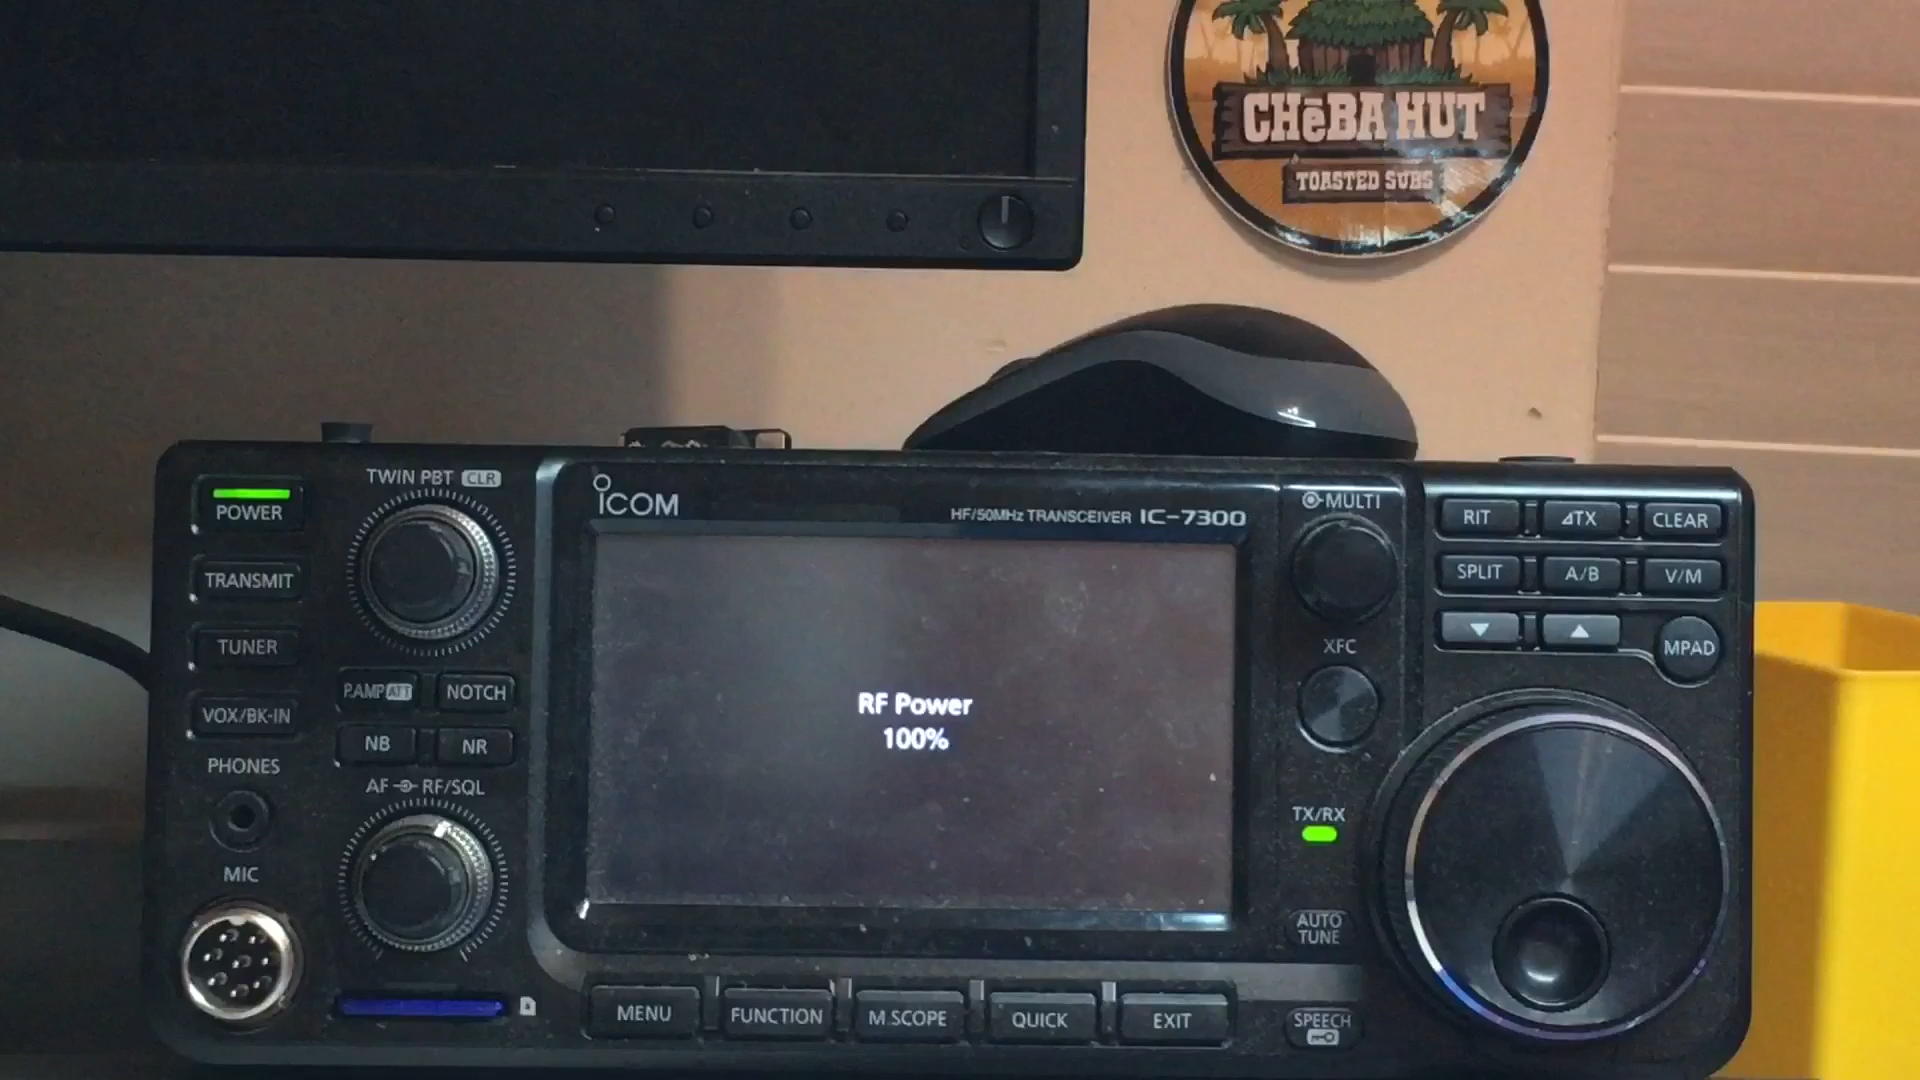 CHēBA HUT
TOASTED SUBS
POWER
TRANSMIT
TUNER
VOX/BK-IN
PHONES
MIC
TWIN PBT CLR
P.AMP ATT
NOTCH
NB
NR
AF RF/SQL
ICOM
HF/50MHz TRANSCEIVER IC-7300
RF Power
100%
MENU
FUNCTION
M.SCOPE
QUICK
EXIT
MULTI
XFC
TX/RX
AUTO
TUNE
SPEECH
RIT
⊿TX
CLEAR
SPLIT
A/B
V/M
MPAD